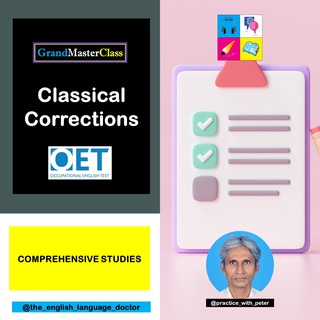 GrandMasterClass
Classical
Corrections
OET
OCCUPATIONAL ENGLISH TEST
COMPREHENSIVE STUDIES
@the_english_language_doctor
@practice_with_peter